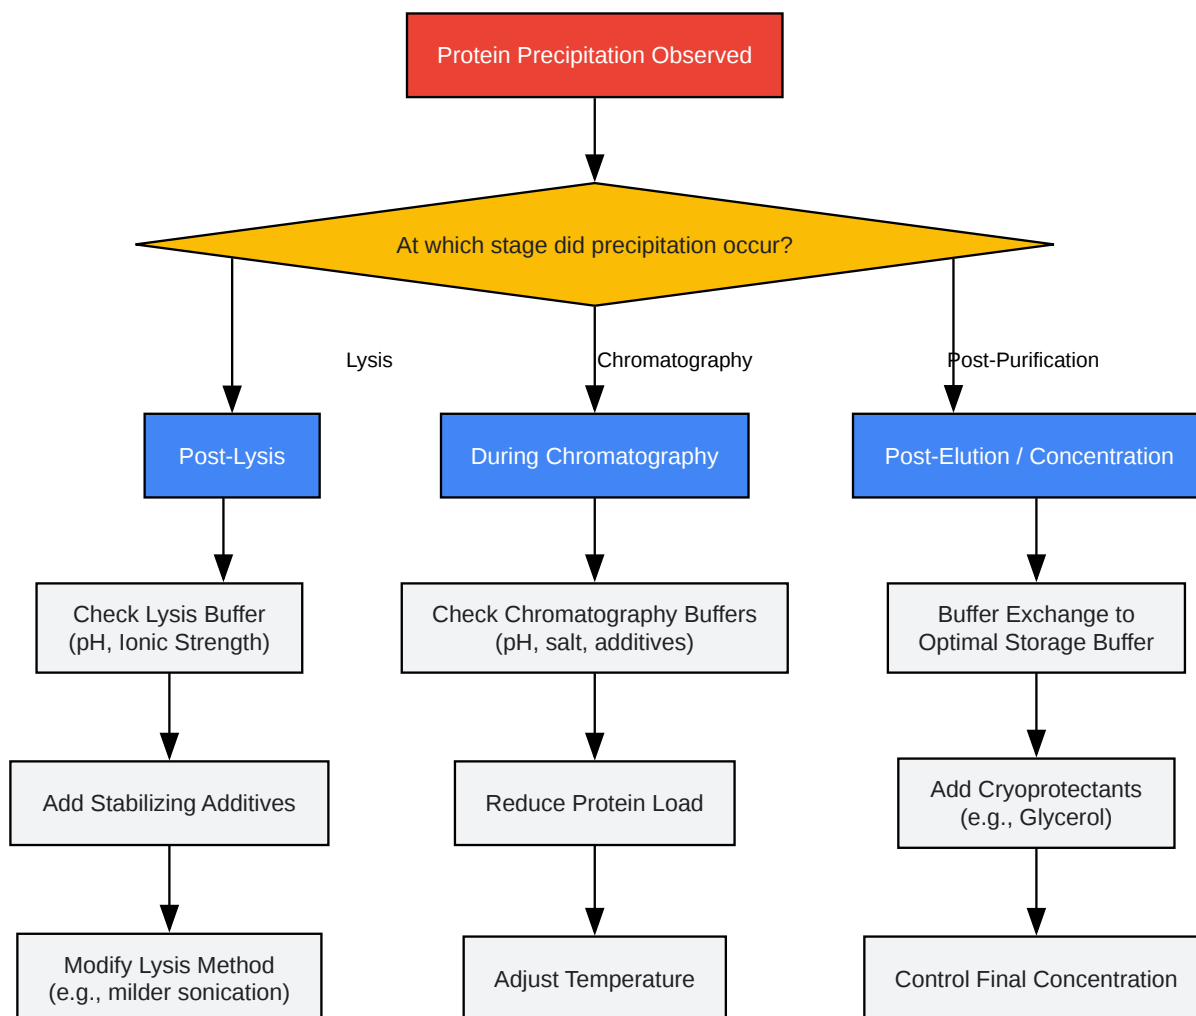 Protein Precipitation Observed
At which stage did precipitation occur?
Lysis
Chromatography
Post-Purification
Post-Lysis
During Chromatography
Post-Elution / Concentration
Check Lysis Buffer
(pH, Ionic Strength)
Check Chromatography Buffers
(pH, salt, additives)
Buffer Exchange to
Optimal Storage Buffer
Add Stabilizing Additives
Reduce Protein Load
Add Cryoprotectants
(e.g., Glycerol)
Modify Lysis Method
(e.g., milder sonication)
Adjust Temperature
Control Final Concentration